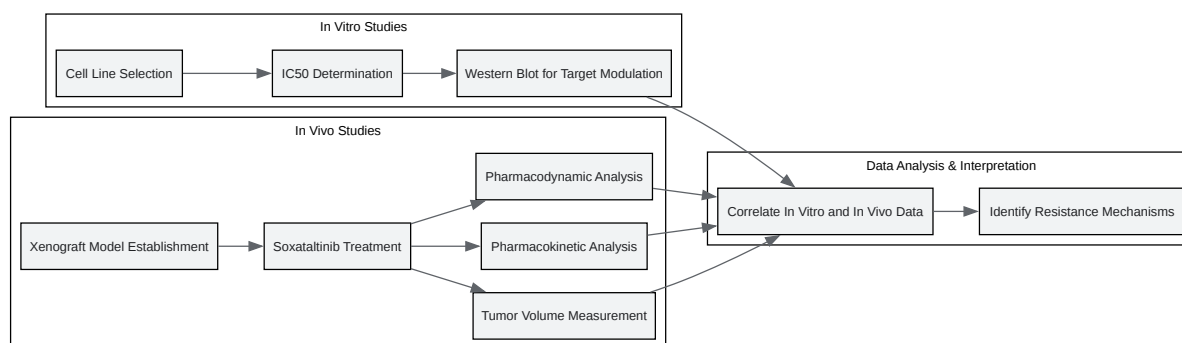 In Vitro Studies
Cell Line Selection
IC50 Determination
Western Blot for Target Modulation
In Vivo Studies
Xenograft Model Establishment
Soxataltinib Treatment
Pharmacodynamic Analysis
Pharmacokinetic Analysis
Tumor Volume Measurement
Data Analysis & Interpretation
Correlate In Vitro and In Vivo Data
Identify Resistance Mechanisms